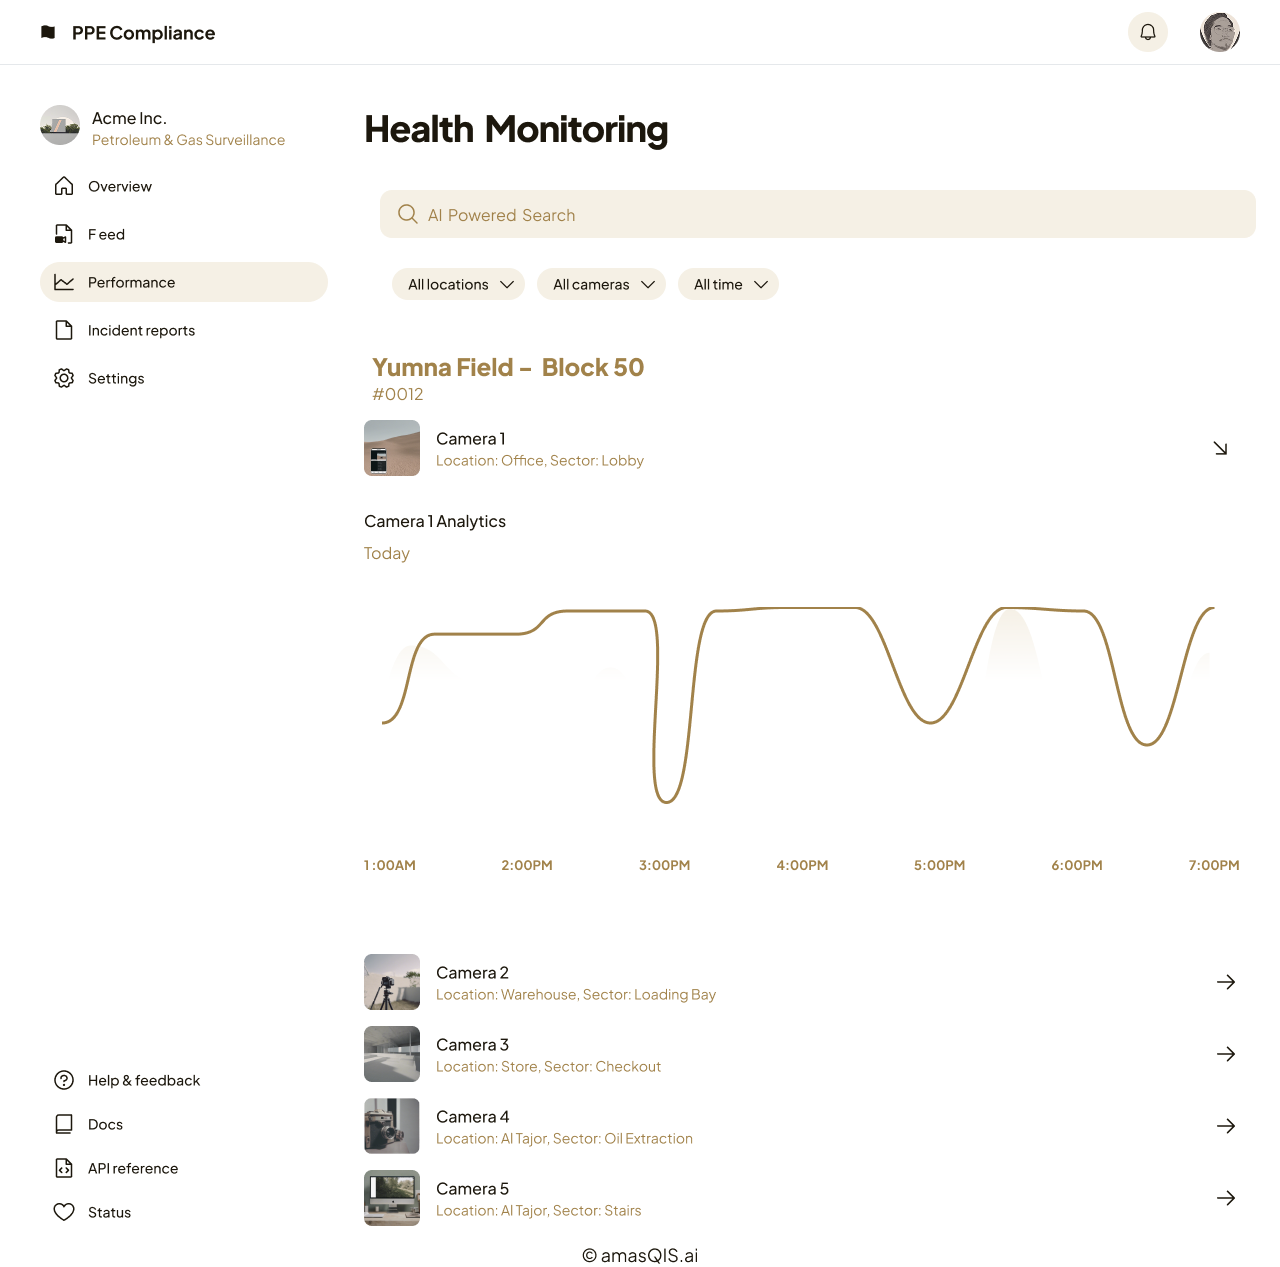 PPE Compliance
Acme Inc.
Petroleum & Gas Surveillance
Overview
Feed
Performance
Incident reports
Settings
Help & feedback
Docs
API reference
Status
Health Monitoring
AI Powered Search
All locations
All cameras
All time
Yumna Field - Block 50
#0012
Camera 1
Location: Office, Sector: Lobby
Camera 1 Analytics
Today
1:00AM 2:00PM 3:00PM 4:00PM 5:00PM 6:00PM 7:00PM
Camera 2
Location: Warehouse, Sector: Loading Bay
Camera 3
Location: Store, Sector: Checkout
Camera 4
Location: Al Tajor, Sector: Oil Extraction
Camera 5
Location: Al Tajor, Sector: Stairs
© amasQIS.ai